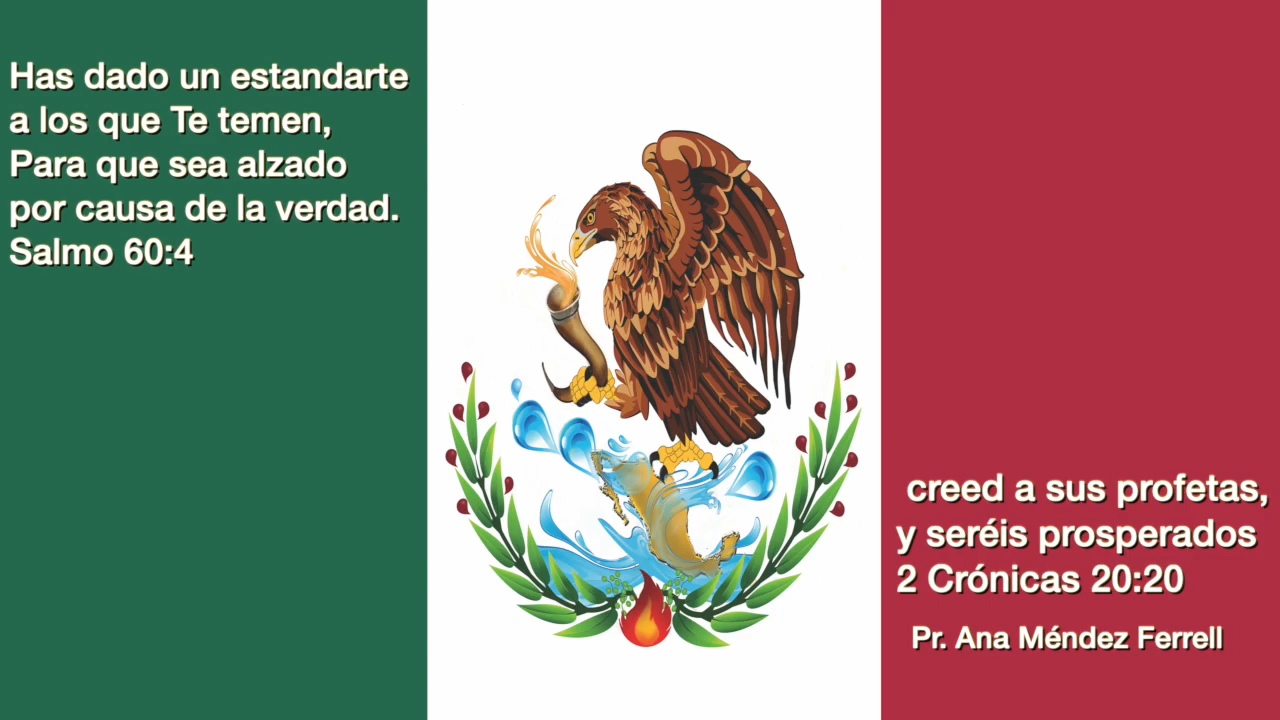 Has dado un estandarte
a los que Te temen,
Para que sea alzado
por causa de la verdad.
Salmo 60:4
creed a sus profetas,
y seréis prosperados
2 Crónicas 20:20
Pr. Ana Méndez Ferrell